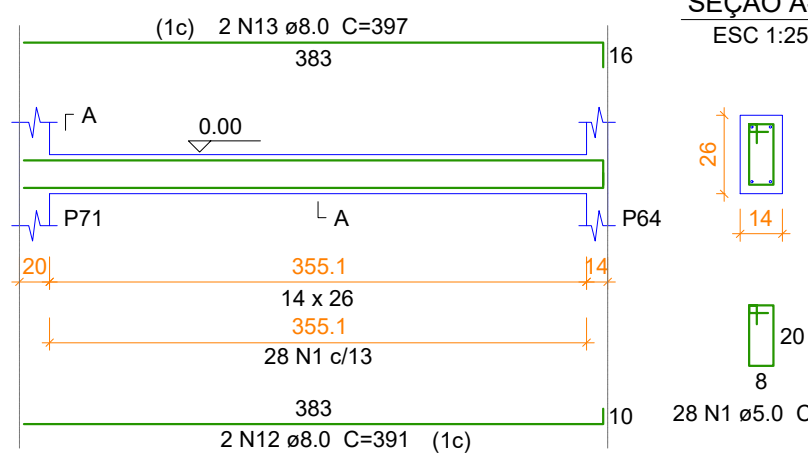 SEÇÃO A-
ESC 1:25
(1c) 2 N13 ø8.0 C=397
383
16
A
0.00
26
A
P71
P64
14
20
355.1
14
14 x 26
355.1
28 N1 c/13
20
8
383
10
28 N1 ø5.0 C
2 N12 ø8.0 C=391 (1c)